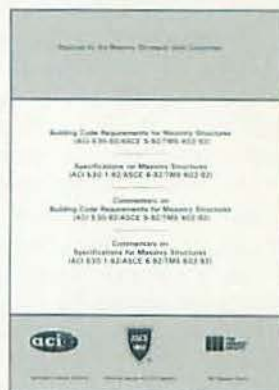 Reported by the Masonry Standards Joint Committee
Building Code Requirements for Masonry Structures
(ACI 530-92/ASCE 5-92/TMS 402-92)
Specifications for Masonry Structures
(ACI 530.1-92/ASCE 6-92/TMS 602-92)
Commentary on
Building Code Requirements for Masonry Structures
(ACI 530-92/ASCE 5-92/TMS 402-92)
Commentary on
Specifications for Masonry Structures
(ACI 530.1-92/ASCE 6-92/TMS 602-92)
aci
ASCE